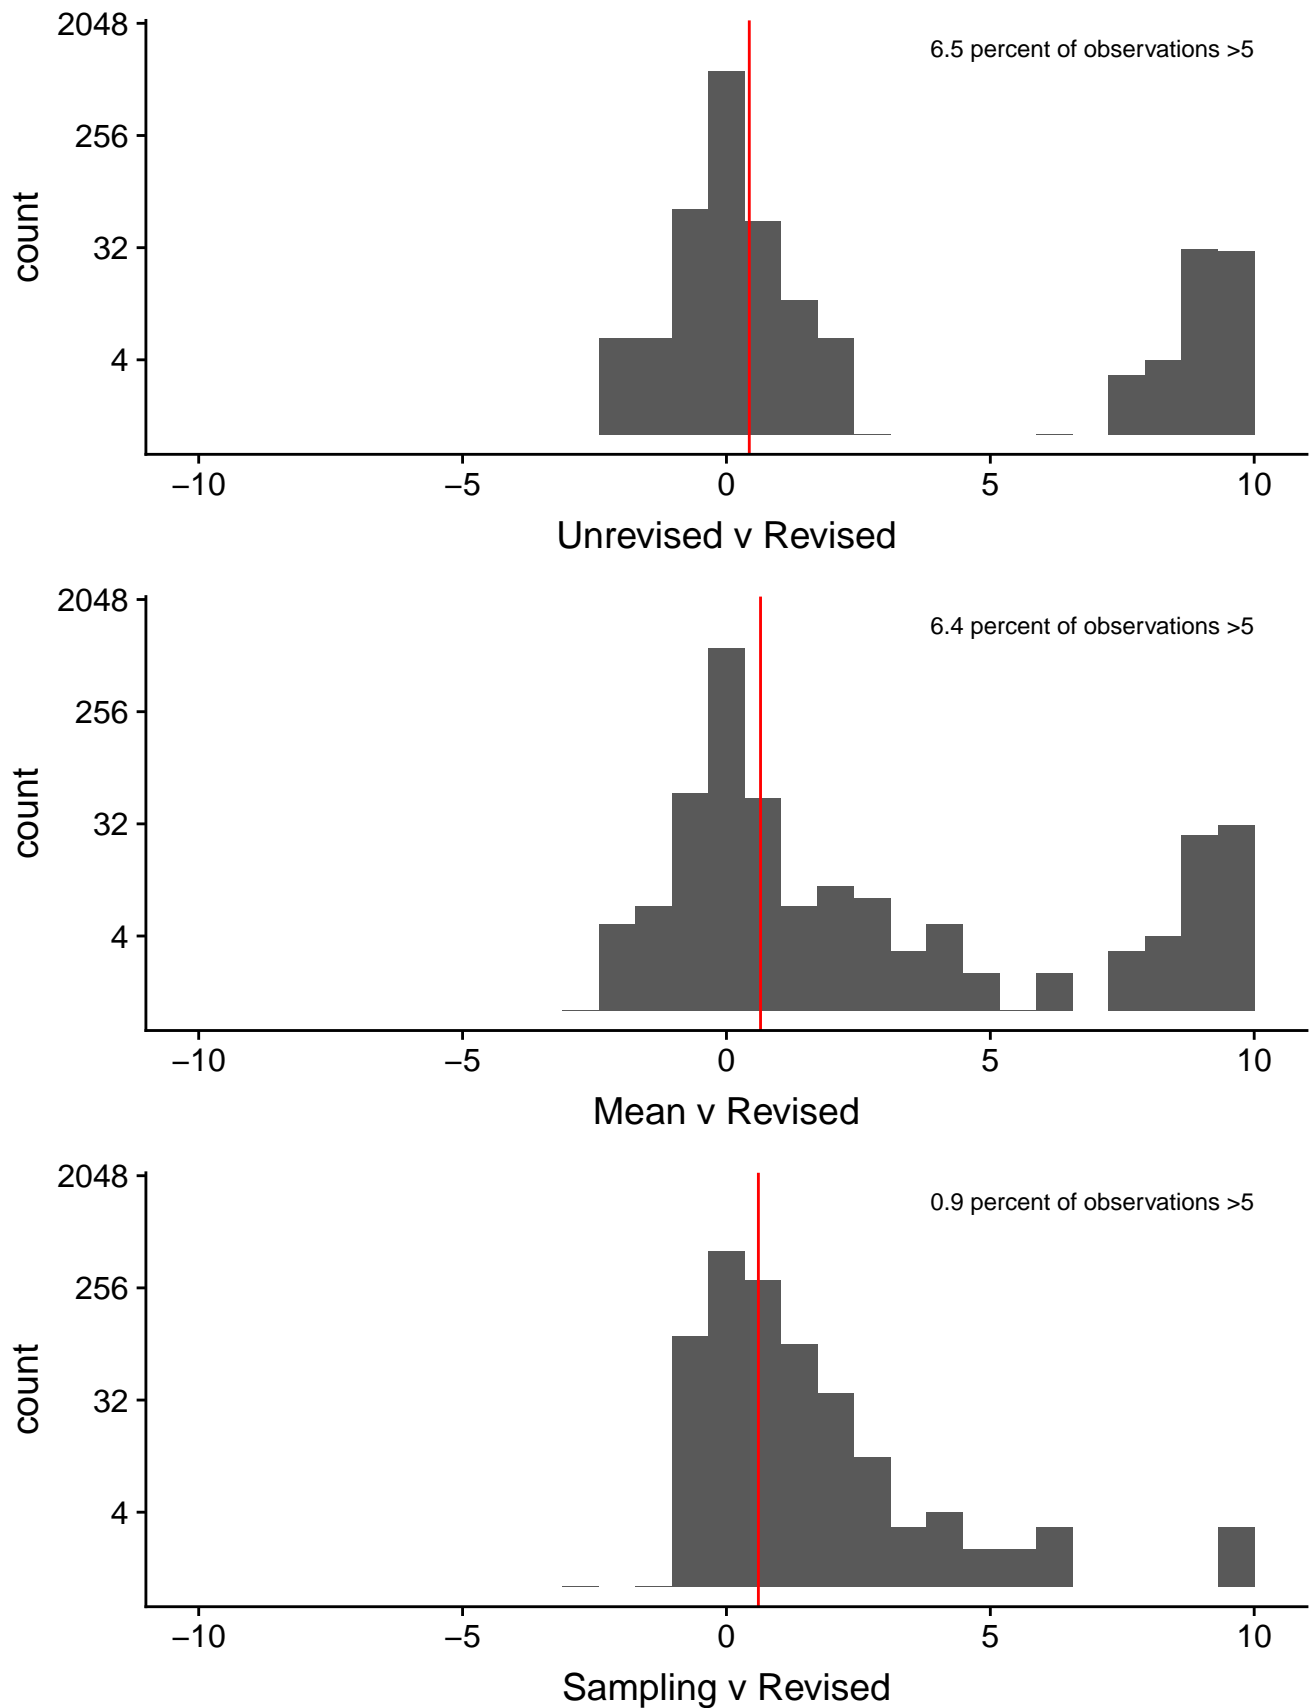 2048
6.5 percent of observations >5
256
count
32
4
−10 −5 0 5 10
Unrevised v Revised
2048
6.4 percent of observations >5
256
count
32
4
−10 −5 0 5 10
Mean v Revised
2048
0.9 percent of observations >5
256
count
32
4
−10 −5 0 5 10
Sampling v Revised